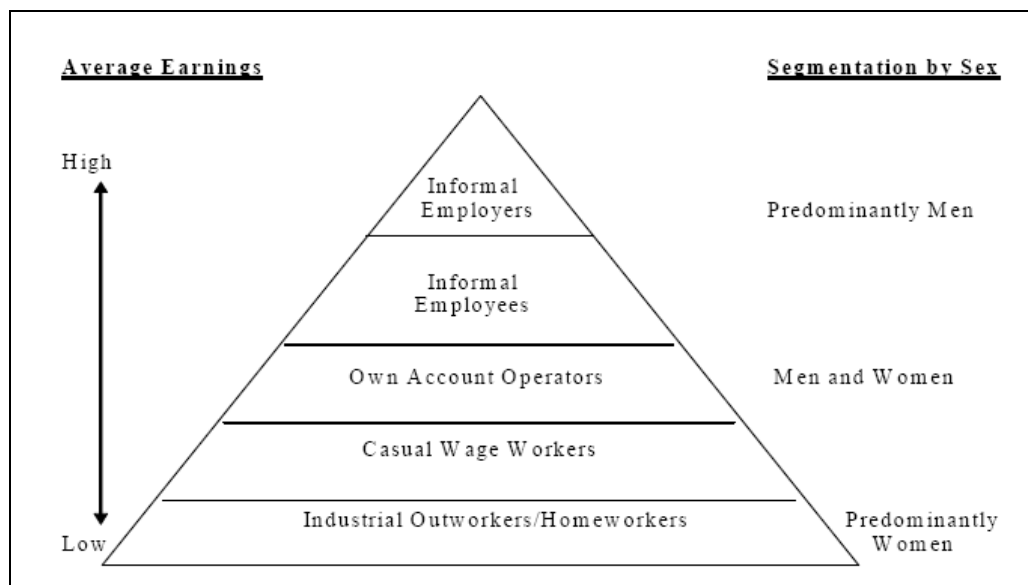 Average Earnings
Segmentation by Sex
High
Informal
Employers
Predominantly Men
Informal
Employees
Own Account Operators
Men and Women
Casual Wage Workers
Industrial Outworkers/Homeworkers
Low
Predominantly
Women